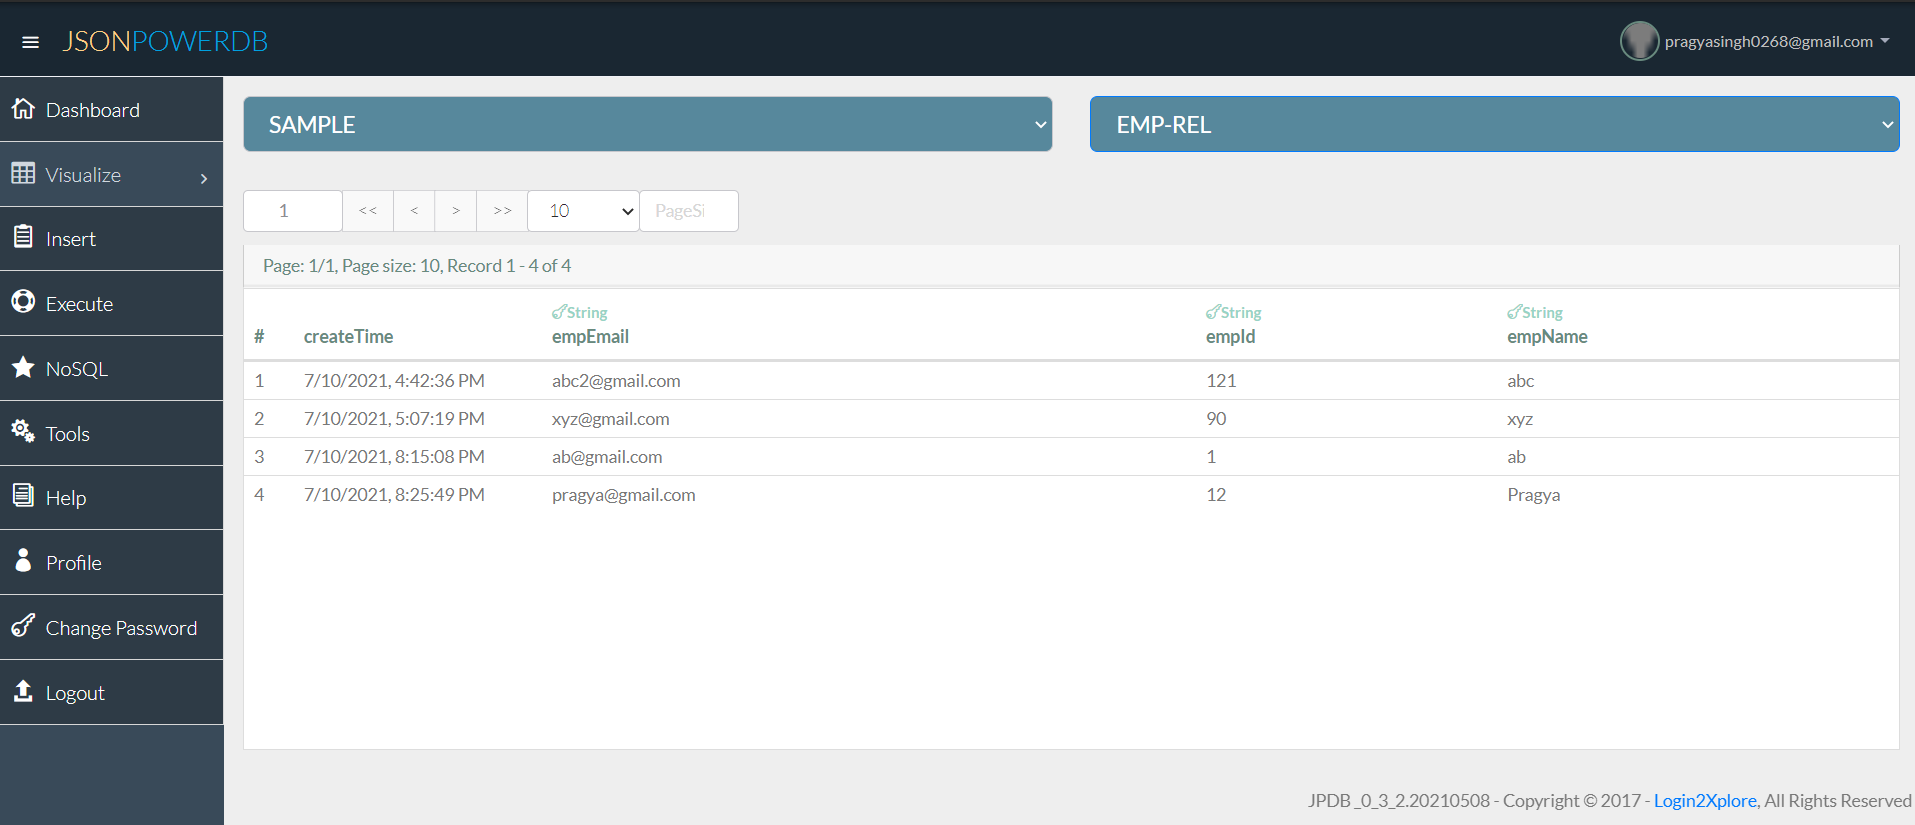 JSONPOWERDB
pragyasingh0268@gmail.com
Dashboard
Visualize
Insert
Execute
NoSQL
Tools
Help
Profile
Change Password
Logout
SAMPLE
EMP-REL
1 << < > >> 10 PageSi
Page: 1/1, Page size: 10, Record 1 - 4 of 4
String String String
# createTime empEmail empId empName
1 7/10/2021, 4:42:36 PM abc2@gmail.com 121 abc
2 7/10/2021, 5:07:19 PM xyz@gmail.com 90 xyz
3 7/10/2021, 8:15:08 PM ab@gmail.com 1 ab
4 7/10/2021, 8:25:49 PM pragya@gmail.com 12 Pragya
JPDB_0_3_2.20210508 - Copyright © 2017 - Login2Xplore, All Rights Reserved